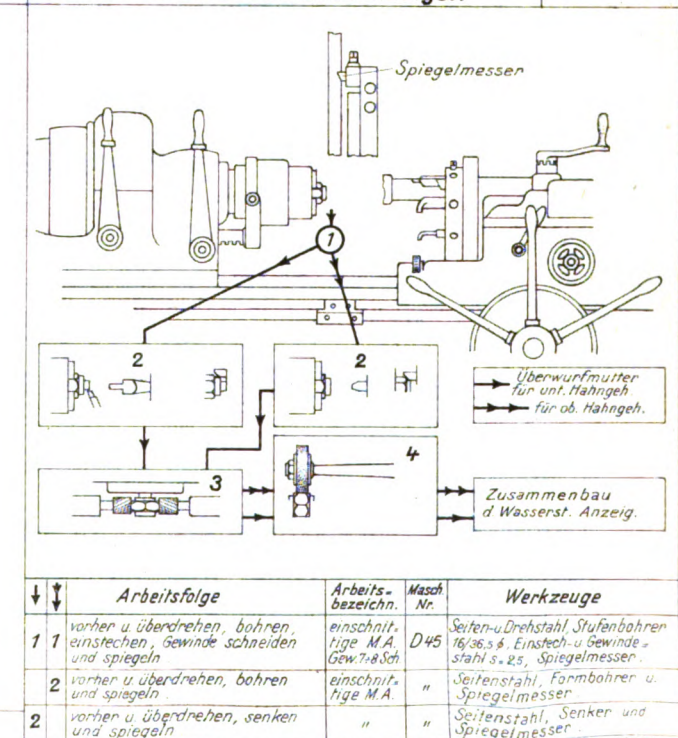 Spiegelmesser
1
2
2
Überwurfmutter
für unt. Hahngeh.
für ob. Hahngeh.
3
4
Zusammenbau
d Wasserst. Anzeig.
Arbeitsfolge Arbeits= bezeichn. Masch. Nr. Werkzeuge
1 1 vorher u. überdrehen, bohren, einschnit= D45 Seiten-u. Drehstahl, Stufenbohrer
einstechen, Gewinde schneiden tige M.A. 16/36,5 ø, Einstech-u Gewinde=
und spiegeln Gew. 7+8 Sch stahl s= 2,5, Spiegelmesser.
2 vorher u. überdrehen, bohren einschnit= " Seitenstahl, Formbohrer u.
und spiegeln. tige M.A. Spiegelmesser
2 vorher u. überdrehen, senken " " Seitenstahl, Senker und
und spiegeln Spiegelmesser.